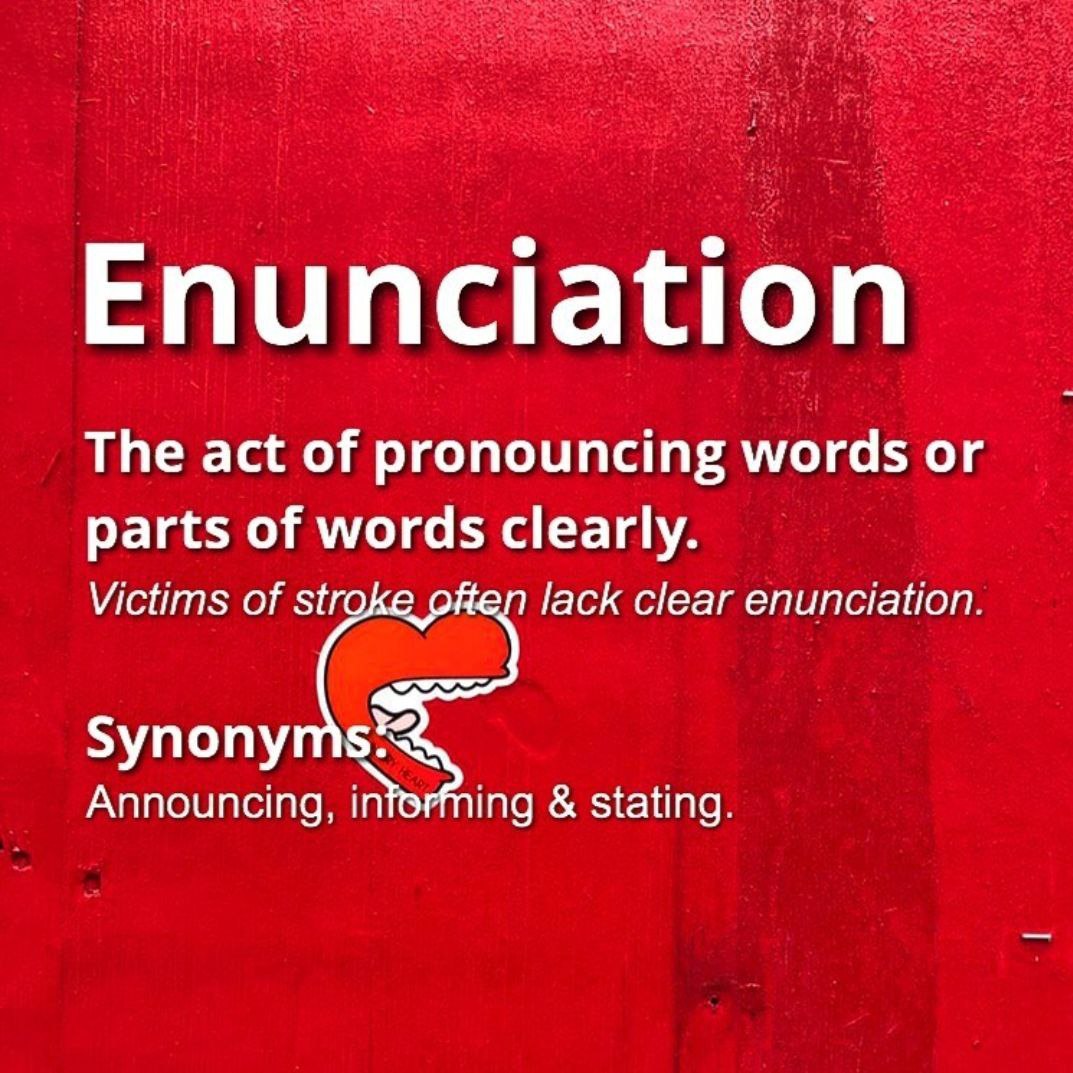 Enunciation
The act of pronouncing words or
parts of words clearly.
Victims of stroke often lack clear enunciation.
Synonyms:
HEART
Announcing, informing & stating.